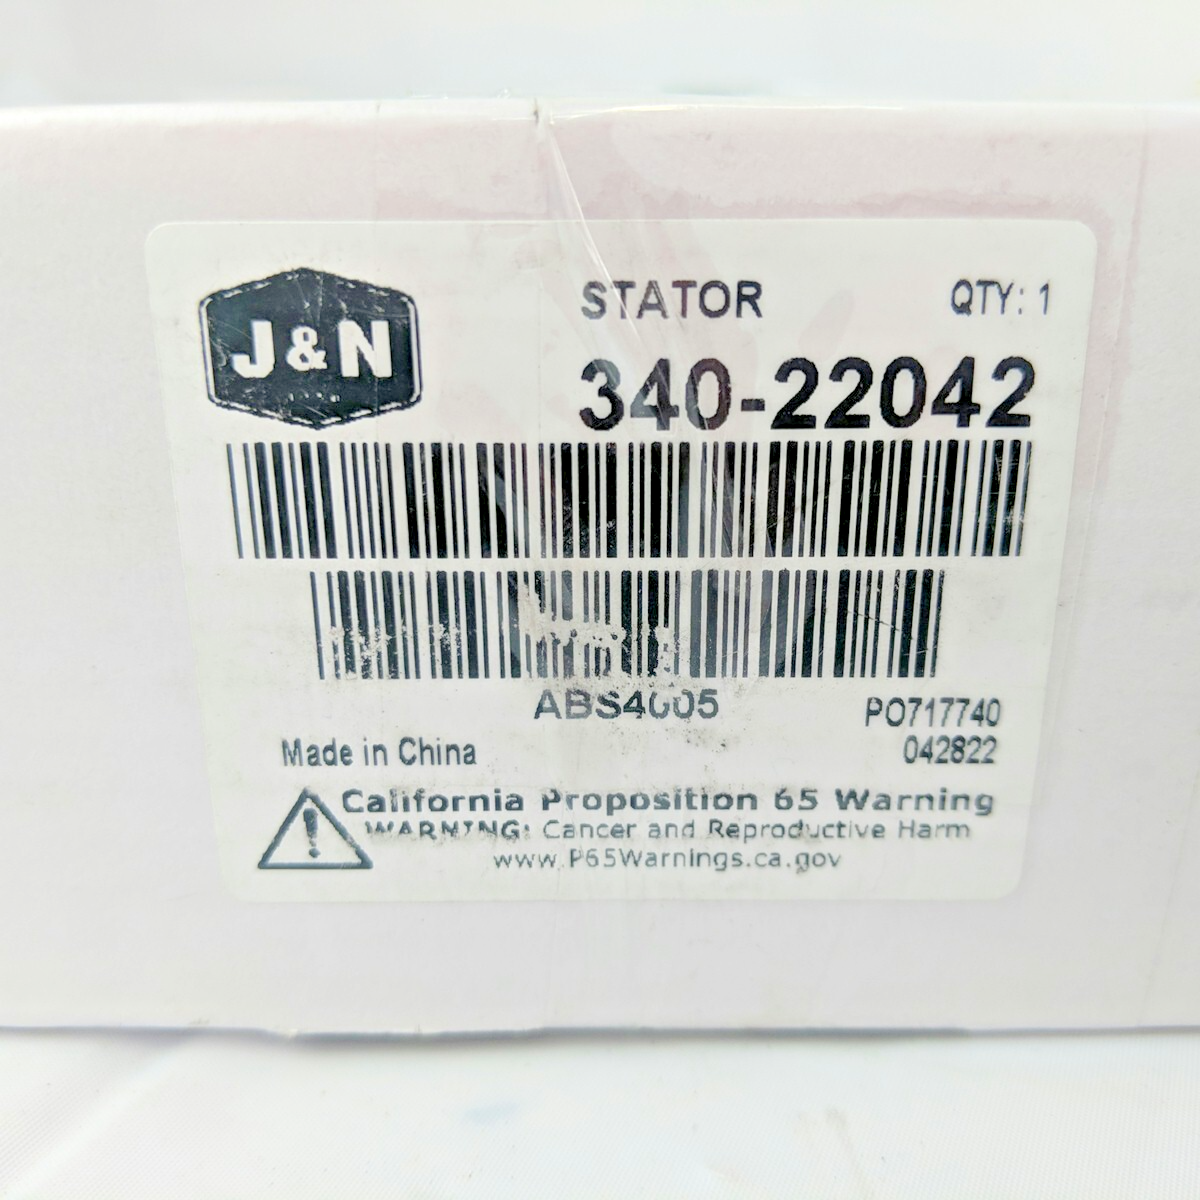 J&N
STATOR QTY: 1
340-22042
ABS4005
PO717740
Made in China 042822
California Proposition 65 Warning
WARNING: Cancer and Reproductive Harm
www.P65Warnings.ca.gov